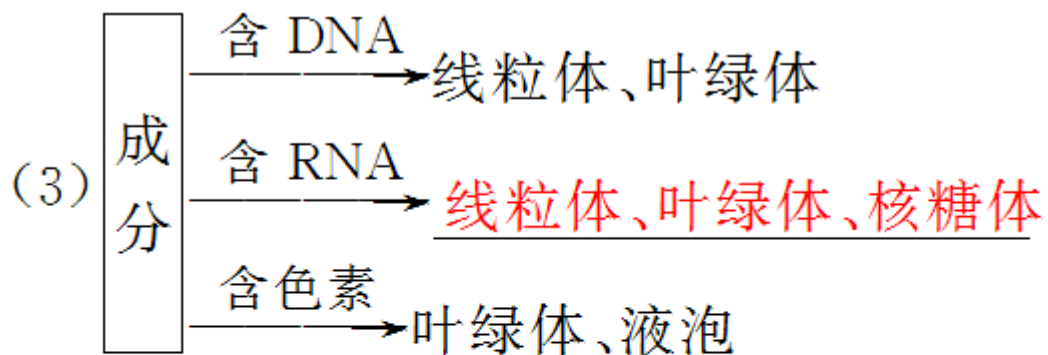 含 DNA
线粒体、叶绿体
(3) 成分
含 RNA
线粒体、叶绿体、核糖体
含色素
叶绿体、液泡